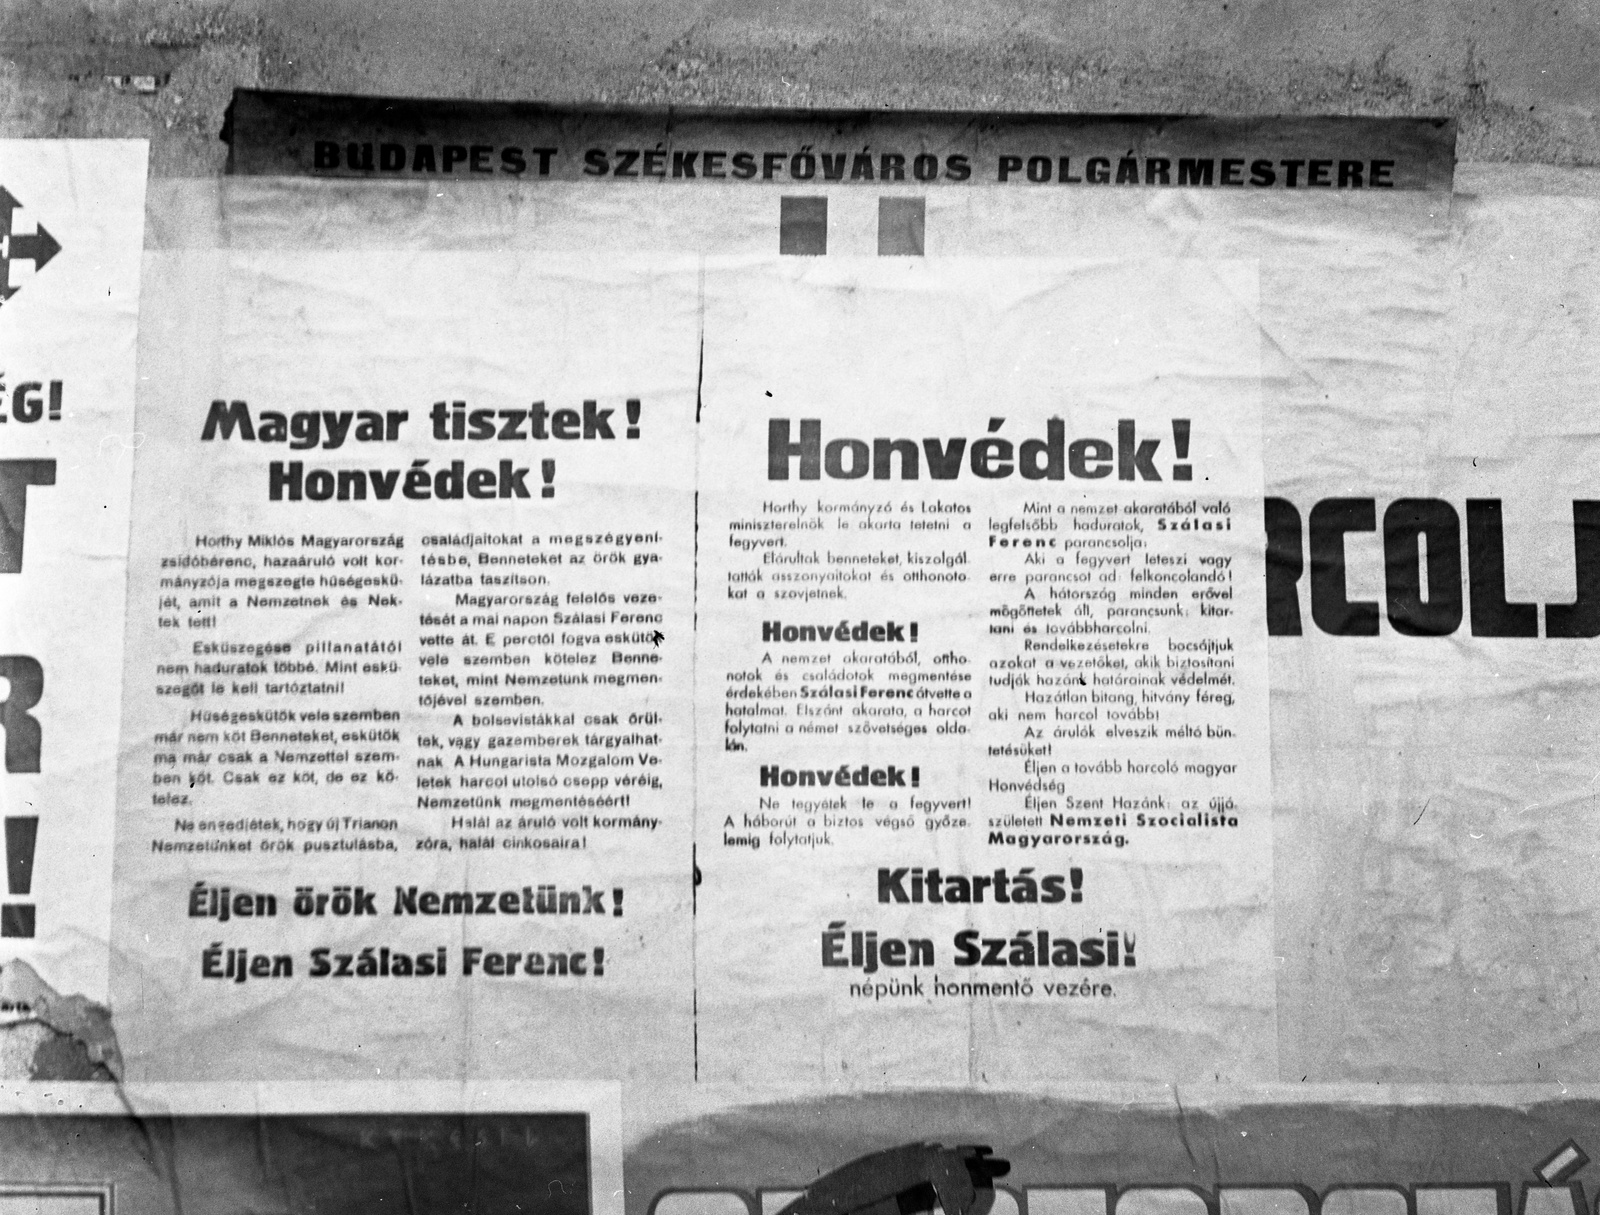 BUDAPEST SZÉKESFŐVÁROS POLGÁRMESTERE
ÉG!
T
R
!
Magyar tisztek!
Honvédek!
Horthy Miklós Magyarország
zsidóbérenc, hazaáruló volt kor-
mányzója megszegte hűségeskü-
jét, amit a Nemzetnek és Nek-
tek tett!
Esküszegése pillanatától
nem haduratok többé. Mint eskü-
szegőt le kell tartóztatni!
Hűségeskütök vele szemben
már nem köt Benneteket, eskütök
ma már csak a Nemzettel szem-
ben köt. Csak ez köt, de ez kö-
telez.
Ne engedjétek, hogy új Trianon
Nemzetünket örök pusztulásba,
családjaitokat a megszégyení-
tésbe, Benneteket az örök gya-
lázatba taszítson.
Magyarország felelős veze-
tését a mai napon Szálasi Ferenc
vette át. E perctől fogva eskütök
vele szemben kötelez Benne-
teket, mint Nemzetünk megmen-
tőjével szemben.
A bolsevistákkal csak őrül-
tek, vagy gazemberek tárgyalhat-
nak. A Hungarista Mozgalom Ve-
letek harcol utolsó csepp véréig,
Nemzetünk megmentéséért!
Halál az áruló volt kormány-
zóra, halál cinkosaira!
Éljen örök Nemzetünk!
Éljen Szálasi Ferenc!
Honvédek!
Horthy kormányzó és Lakatos
miniszterelnök le akarta tetetni a
fegyvert.
Elárultak benneteket, kiszolgál-
tatták asszonyaitokat és otthonoto-
kat a szovjetnek.
Honvédek!
A nemzet akaratából, ottho-
notok és családotok megmentése
érdekében Szálasi Ferenc átvette a
hatalmat. Elszánt akarata, a harcot
folytatni a német szövetséges olda-
lán.
Honvédek!
Ne tegyétek le a fegyvert!
A háborút a biztos végső győze-
lemig folytatjuk.
Mint a nemzet akaratából való
legfelsőbb haduratok, Szálasi
Ferenc parancsolja:
Aki a fegyvert leteszi vagy
erre parancsot ad: felkoncolandó!
A hátország minden erővel
mögöttetek áll, parancsunk: kitar-
tani és továbbharcolni.
Rendelkezésetekre bocsájtjuk
azokat a vezetőket, akik biztosítani
tudják hazánk határainak védelmét.
Hazátlan bitang, hitvány féreg,
aki nem harcol tovább!
Az árulók elveszik méltó bün-
tetésüket!
Éljen a tovább harcoló magyar
Honvédség
Éljen Szent Hazánk: az újjá-
született Nemzeti Szocialista
Magyarország.
Kitartás!
Éljen Szálasi!
népünk honmentő vezére.
RCOLJ